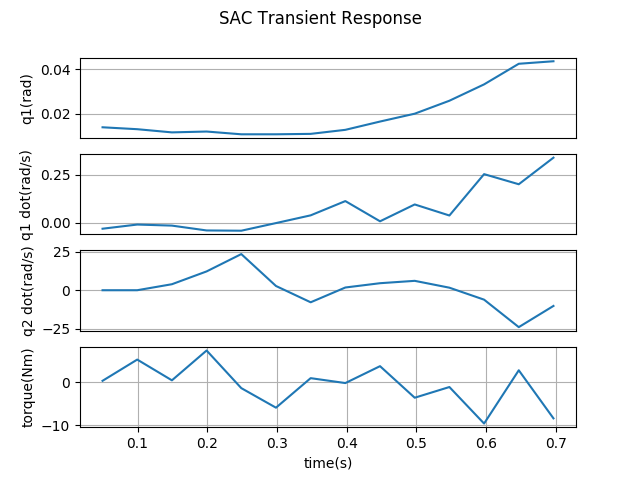 SAC Transient Response
q1(rad)
0.04
0.02
q1 dot(rad/s)
0.25
0.00
q2 dot(rad/s)
25
0
−25
torque(Nm)
0
−10
0.1 0.2 0.3 0.4 0.5 0.6 0.7
time(s)